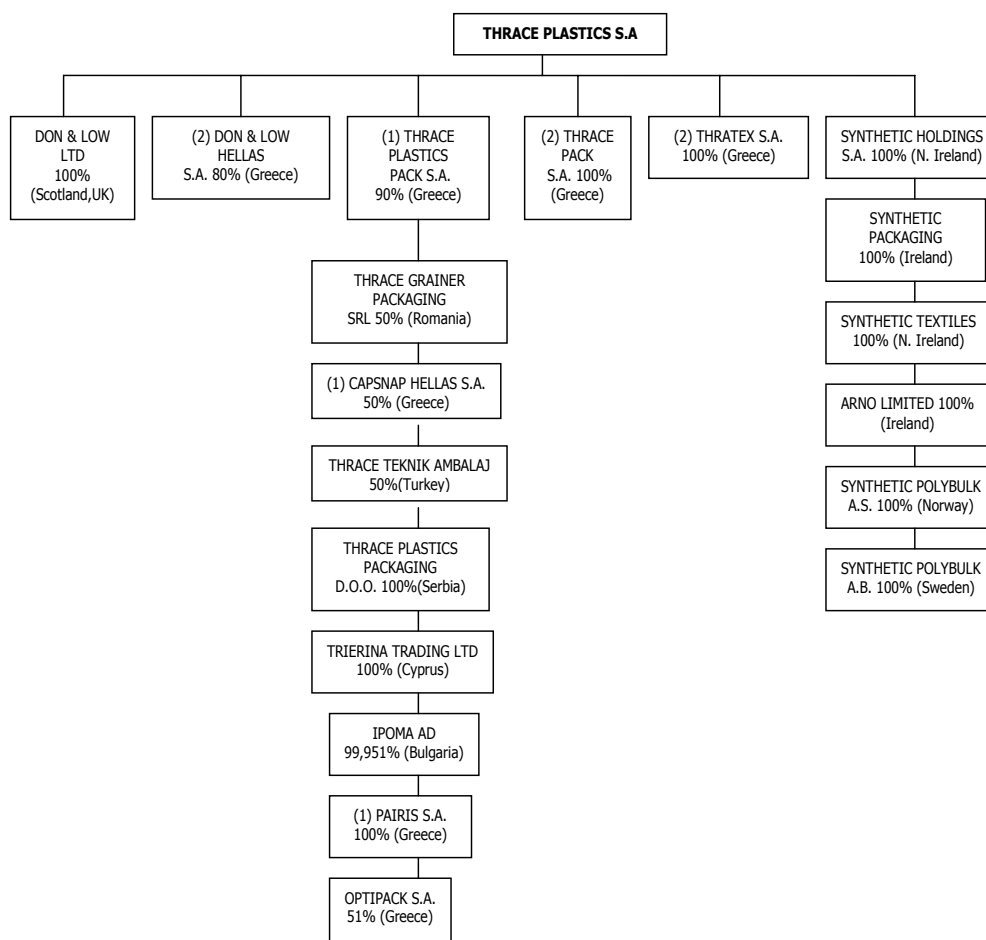 THRACE PLASTICS S.A
DON & LOW
LTD
100%
(Scotland,UK)
(2) DON & LOW
HELLAS
S.A. 80% (Greece)
(1) THRACE
PLASTICS
PACK S.A.
90% (Greece)
(2) THRACE
PACK
S.A. 100%
(Greece)
(2) THRATEX S.A.
100% (Greece)
SYNTHETIC HOLDINGS
S.A. 100% (N. Ireland)
THRACE GRAINER
PACKAGING
SRL 50% (Romania)
(1) CAPSNAP HELLAS S.A.
50% (Greece)
THRACE TEKNIK AMBALAJ
50%(Turkey)
THRACE PLASTICS
PACKAGING
D.O.O. 100%(Serbia)
TRIERINA TRADING LTD
100% (Cyprus)
IPOMA AD
99,951% (Bulgaria)
(1) PAIRIS S.A.
100% (Greece)
OPTIPACK S.A.
51% (Greece)
SYNTHETIC
PACKAGING
100% (Ireland)
SYNTHETIC TEXTILES
100% (N. Ireland)
ARNO LIMITED 100%
(Ireland)
SYNTHETIC POLYBULK
A.S. 100% (Norway)
SYNTHETIC POLYBULK
A.B. 100% (Sweden)